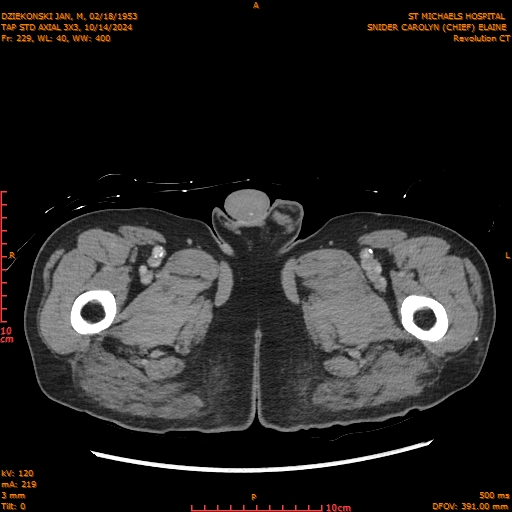 A
DZIEKONSKI JAN, M, 02/18/1953
TAP STD AXIAL 3X3, 10/14/2024
Fr: 229, WL: 40, WW: 400
ST MICHAELS HOSPITAL
SNIDER CAROLYN (CHIEF) ELAINE
Revolution CT
R
L
10
cm
kV: 120
mA: 219
3 mm
Tilt: 0
P
10cm
500 ms
DFOV: 391.00 mm